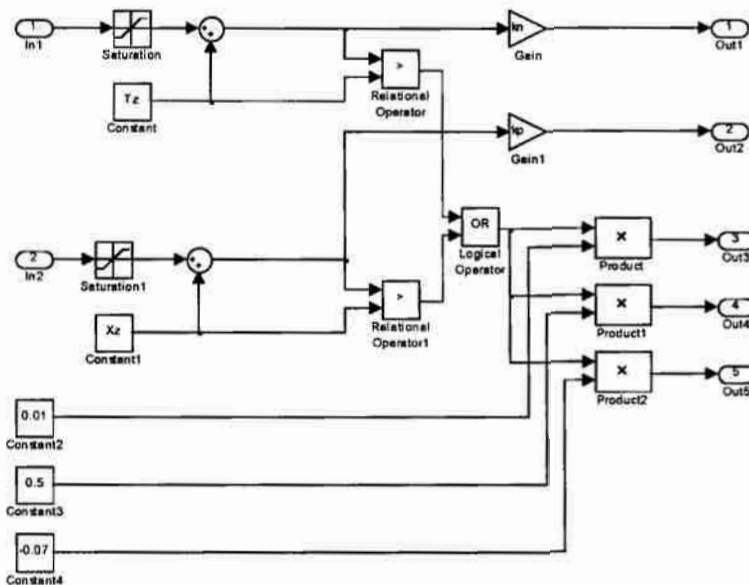 1
In1
Saturation
Tz
Constant
>
Relational
Operator
kn
Gain
1
Out1
kp
Gain1
2
Out2
2
In2
Saturation1
Xz
Constant1
>
Relational
Operator1
OR
Logical
Operator
×
Product
3
Out3
×
Product1
4
Out4
×
Product2
5
Out5
0.01
Constant2
0.5
Constant3
-0.07
Constant4